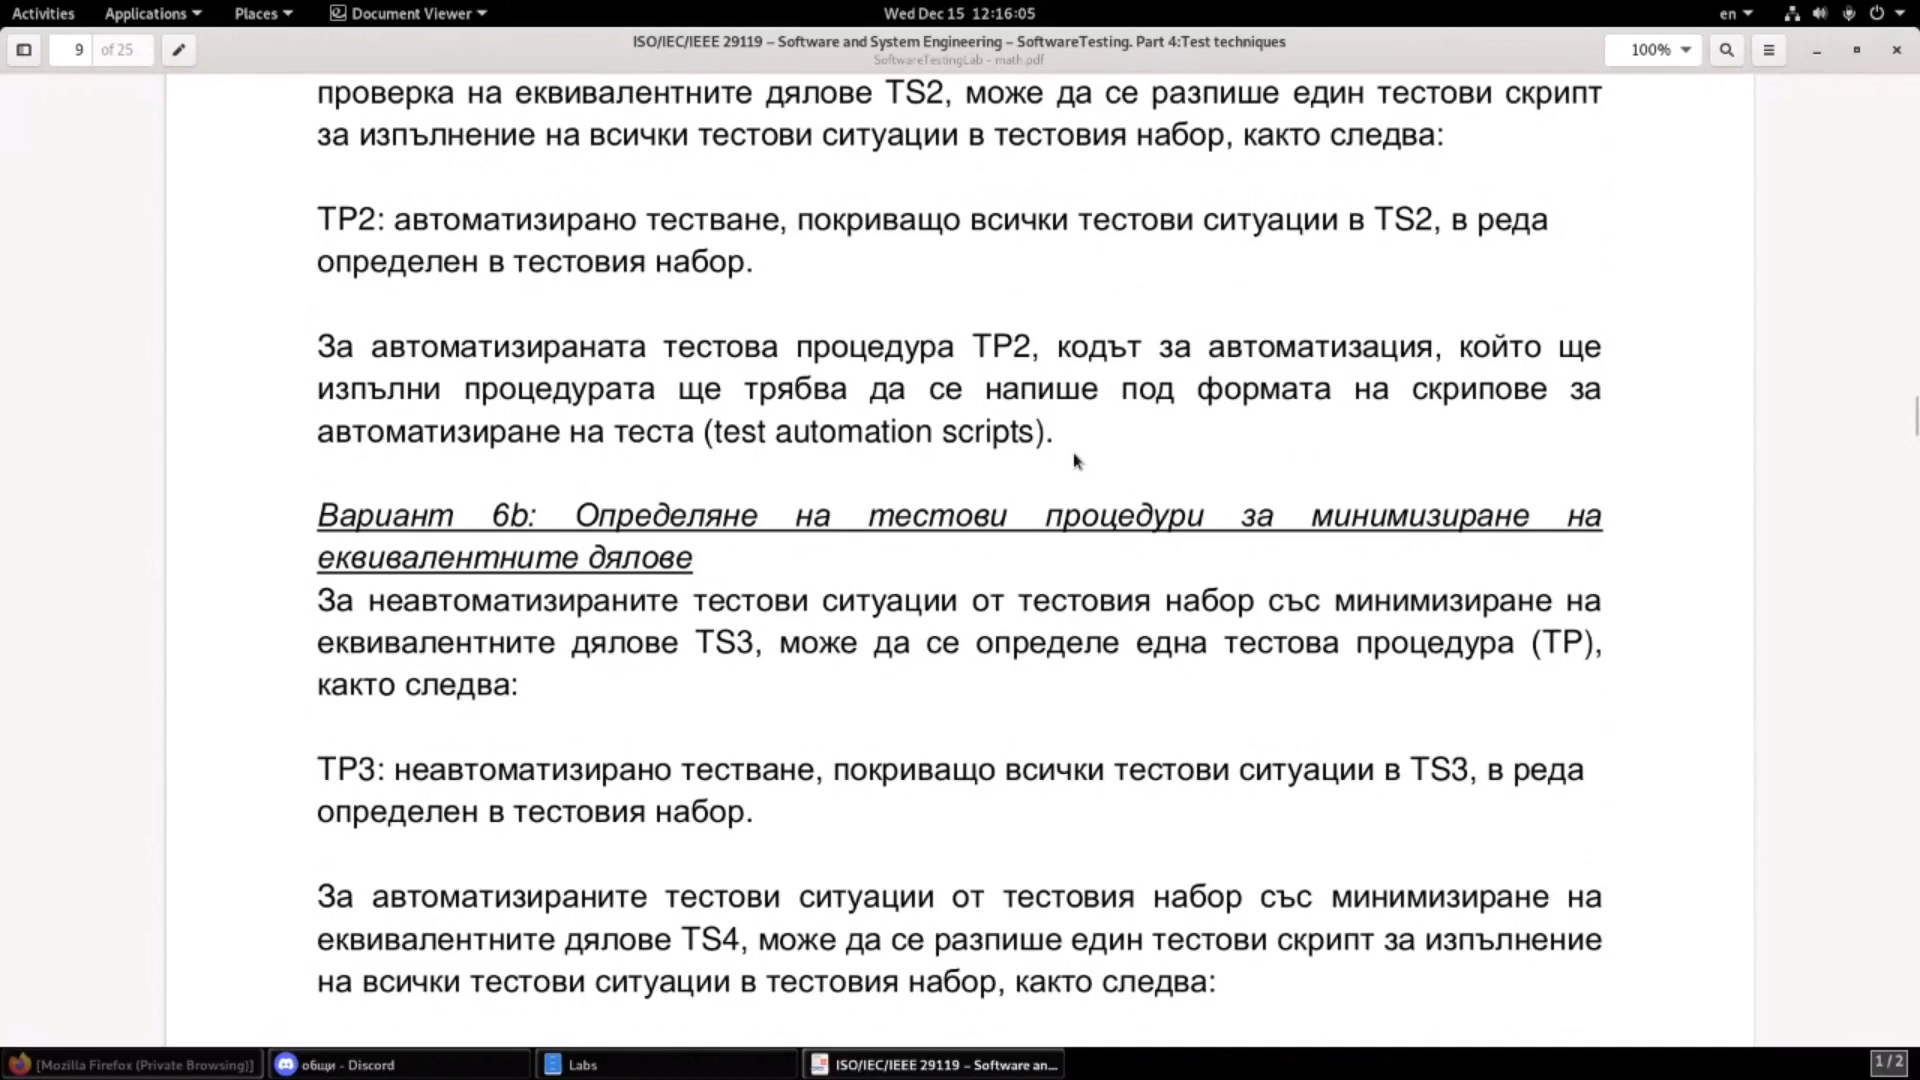 Activities Applications Places Document Viewer Wed Dec 15 12:16:05 en
9 of 25 ISO/IEC/IEEE 29119 – Software and System Engineering – SoftwareTesting. Part 4:Test techniques 100%
SoftwareTestingLab - math.pdf
проверка на еквивалентните дялове TS2, може да се разпише един тестови скрипт
за изпълнение на всички тестови ситуации в тестовия набор, както следва:
TP2: автоматизирано тестване, покриващо всички тестови ситуации в TS2, в реда
определен в тестовия набор.
За автоматизираната тестова процедура TP2, кодът за автоматизация, който ще
изпълни процедурата ще трябва да се напише под формата на скрипове за
автоматизиране на теста (test automation scripts).
Вариант 6b: Определяне на тестови процедури за минимизиране на
еквивалентните дялове
За неавтоматизираните тестови ситуации от тестовия набор със минимизиране на
еквивалентните дялове TS3, може да се определе една тестова процедура (TP),
както следва:
TP3: неавтоматизирано тестване, покриващо всички тестови ситуации в TS3, в реда
определен в тестовия набор.
За автоматизираните тестови ситуации от тестовия набор със минимизиране на
еквивалентните дялове TS4, може да се разпише един тестови скрипт за изпълнение
на всички тестови ситуации в тестовия набор, както следва:
[Mozilla Firefox (Private Browsing)] общи - Discord Labs ISO/IEC/IEEE 29119 – Software an... 1 / 2